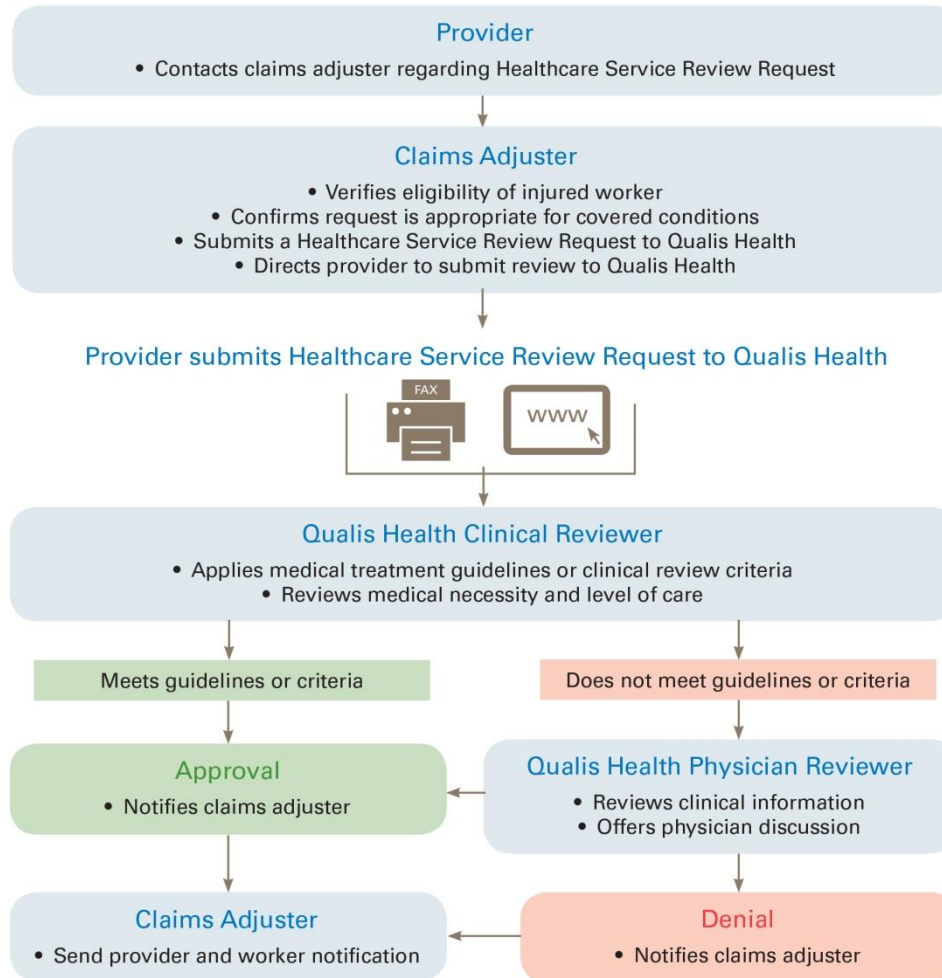 Provider
• Contacts claims adjuster regarding Healthcare Service Review Request
Claims Adjuster
• Verifies eligibility of injured worker
• Confirms request is appropriate for covered conditions
• Submits a Healthcare Service Review Request to Qualis Health
• Directs provider to submit review to Qualis Health
Provider submits Healthcare Service Review Request to Qualis Health
FAX
www
Qualis Health Clinical Reviewer
• Applies medical treatment guidelines or clinical review criteria
• Reviews medical necessity and level of care
Meets guidelines or criteria
Does not meet guidelines or criteria
Approval
• Notifies claims adjuster
Qualis Health Physician Reviewer
• Reviews clinical information
• Offers physician discussion
Claims Adjuster
• Send provider and worker notification
Denial
• Notifies claims adjuster